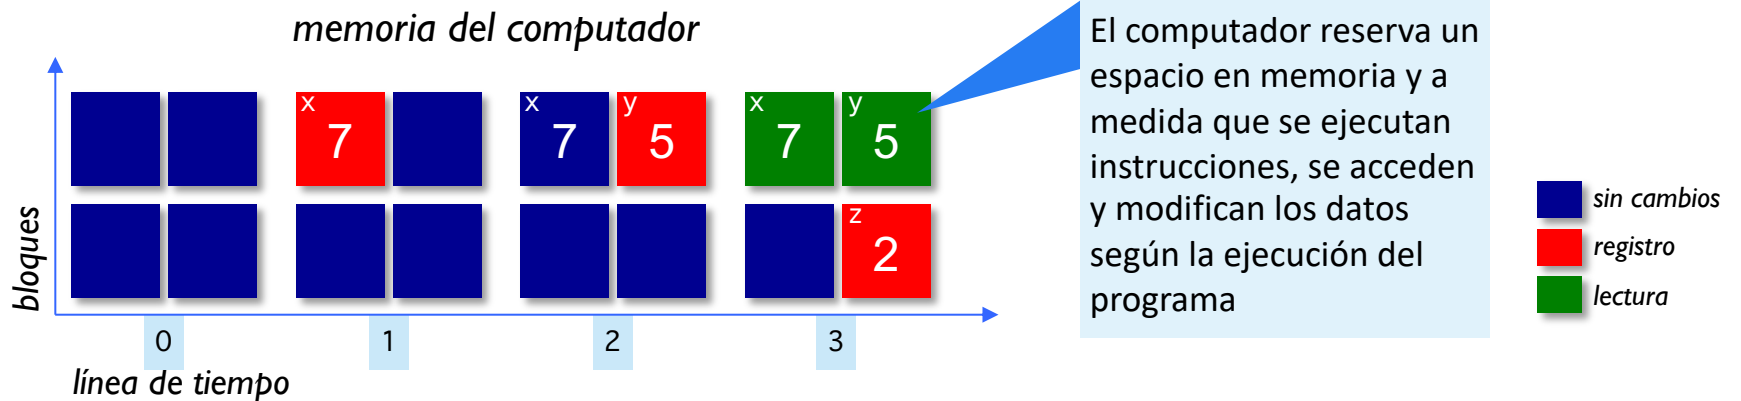 memoria del computador
bloques
x
7
x
7
y
5
x
7
y
5
z
2
0
1
2
3
línea de tiempo
El computador reserva un
espacio en memoria y a
medida que se ejecutan
instrucciones, se acceden
y modifican los datos
según la ejecución del
programa
sin cambios
registro
lectura